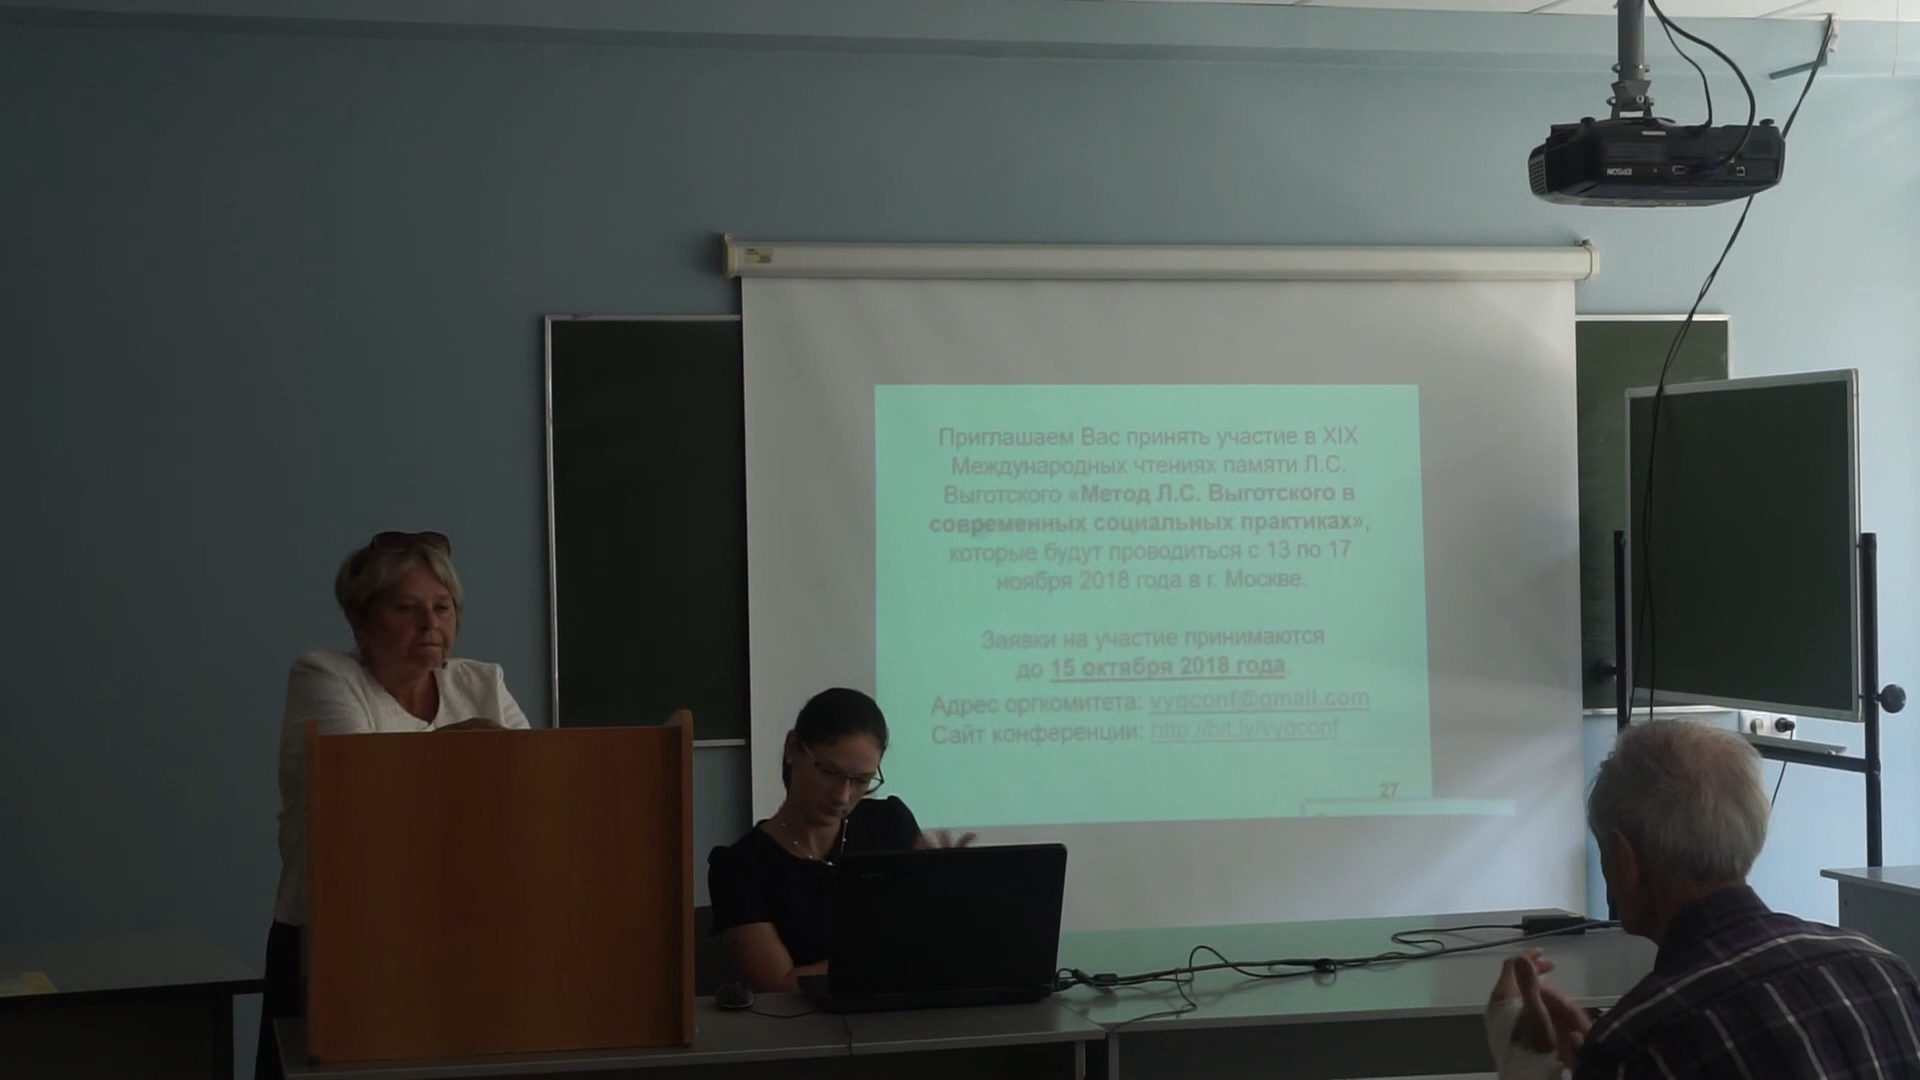 EPSON
Приглашаем Вас принять участие в XIX
Международных чтениях памяти Л.С.
Выготского «Метод Л.С. Выготского в
современных социальных практиках»,
которые будут проводиться с 13 по 17
ноября 2018 года в г. Москве.
Заявки на участие принимаются
до 15 октября 2018 года
Адрес оргкомитета: vygconf@gmail.com
Сайт конференции: http://bit.ly/vygconf
27